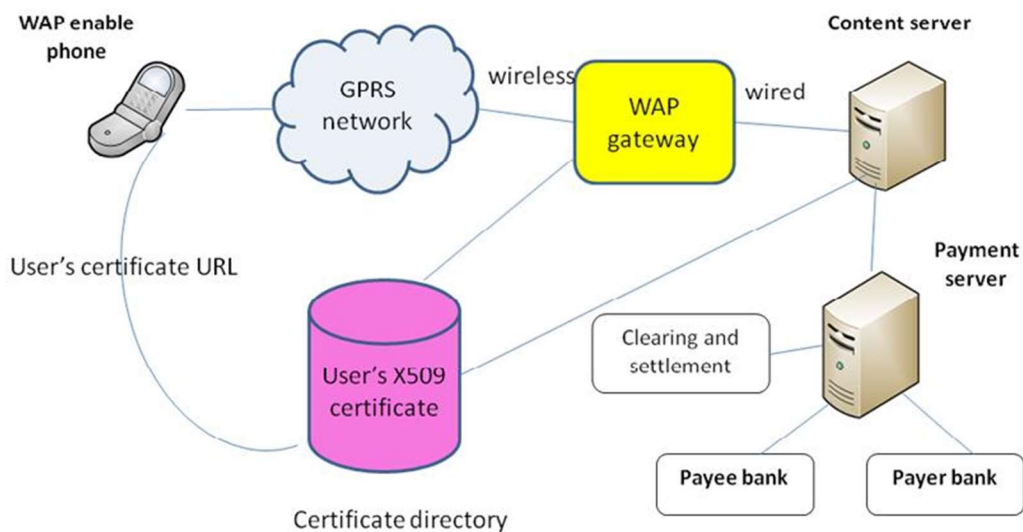 WAP enable
phone
GPRS
network
wireless
WAP
gateway
wired
Content server
User's certificate URL
User's X509
certificate
Certificate directory
Payment
server
Clearing and
settlement
Payee bank
Payer bank